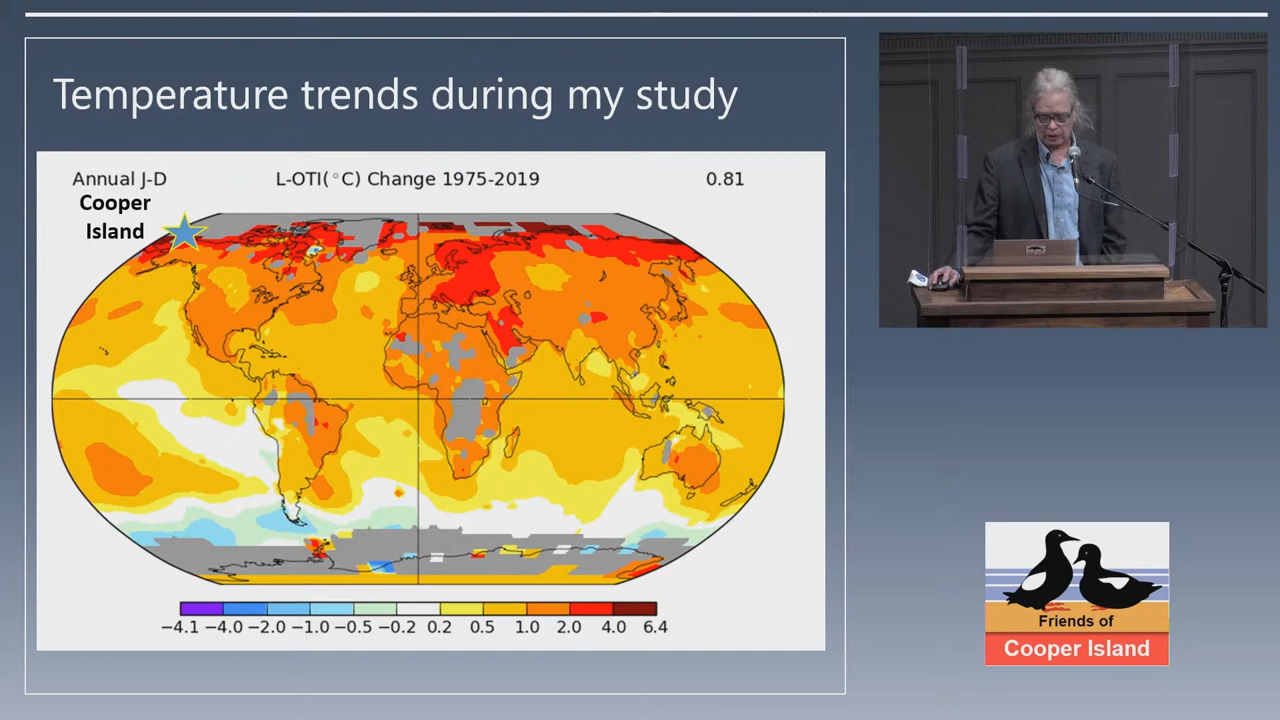 Temperature trends during my study
Annual J-D L-OTI(°C) Change 1975-2019 0.81
Cooper
Island
−4.1 −4.0 −2.0 −1.0 −0.5 −0.2 0.2 0.5 1.0 2.0 4.0 6.4
Friends of
Cooper Island